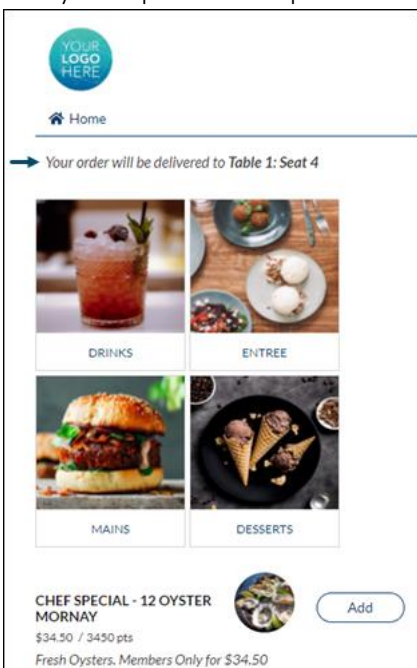 YOUR
LOGO
HERE
Home
Your order will be delivered to Table 1: Seat 4
DRINKS
ENTREE
MAINS
DESSERTS
CHEF SPECIAL - 12 OYSTER
MORNAY
Add
$34.50 / 3450 pts
Fresh Oysters. Members Only for $34.50